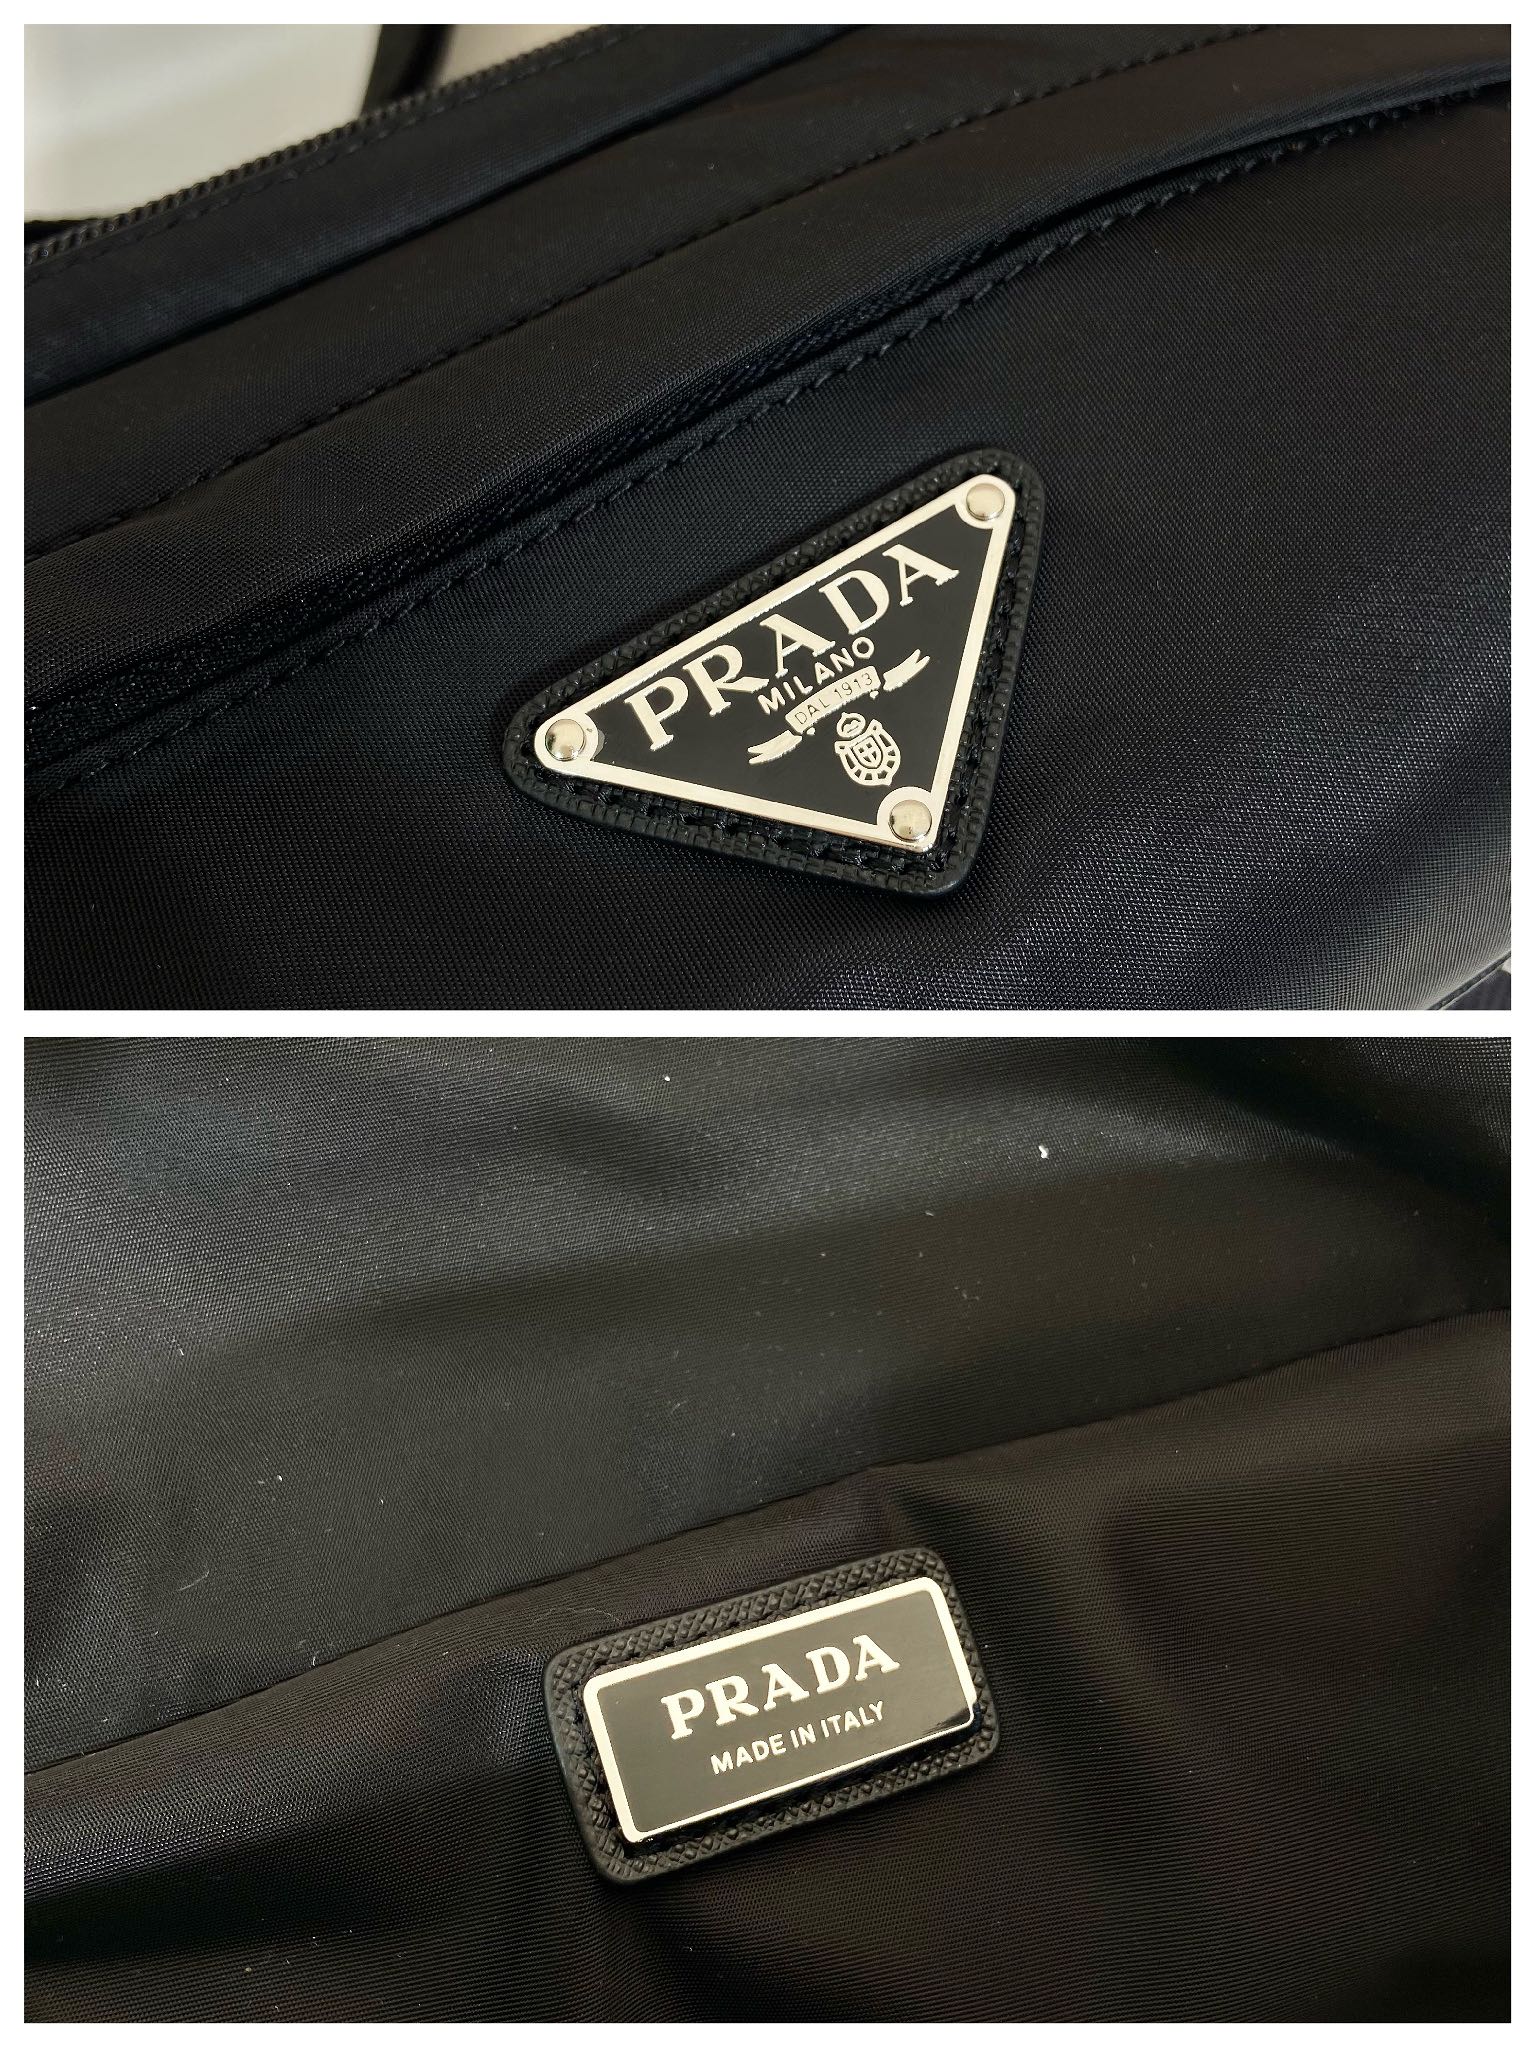 PRADA
MILANO
DAL 1913
PRADA
MADE IN ITALY